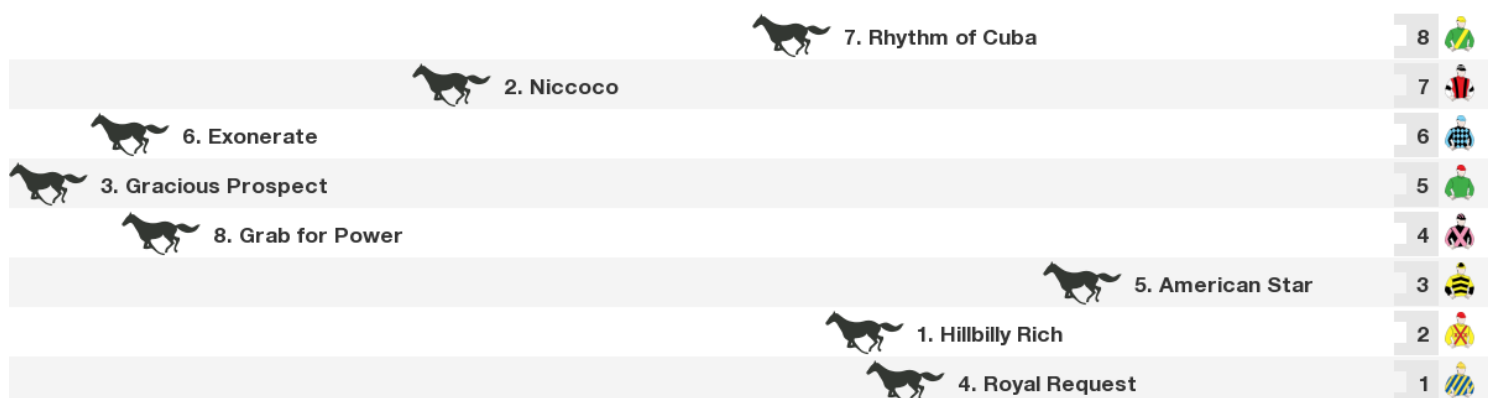 7. Rhythm of Cuba 8
2. Niccoco 7
6. Exonerate 6
3. Gracious Prospect 5
8. Grab for Power 4
5. American Star 3
1. Hillbilly Rich 2
4. Royal Request 1